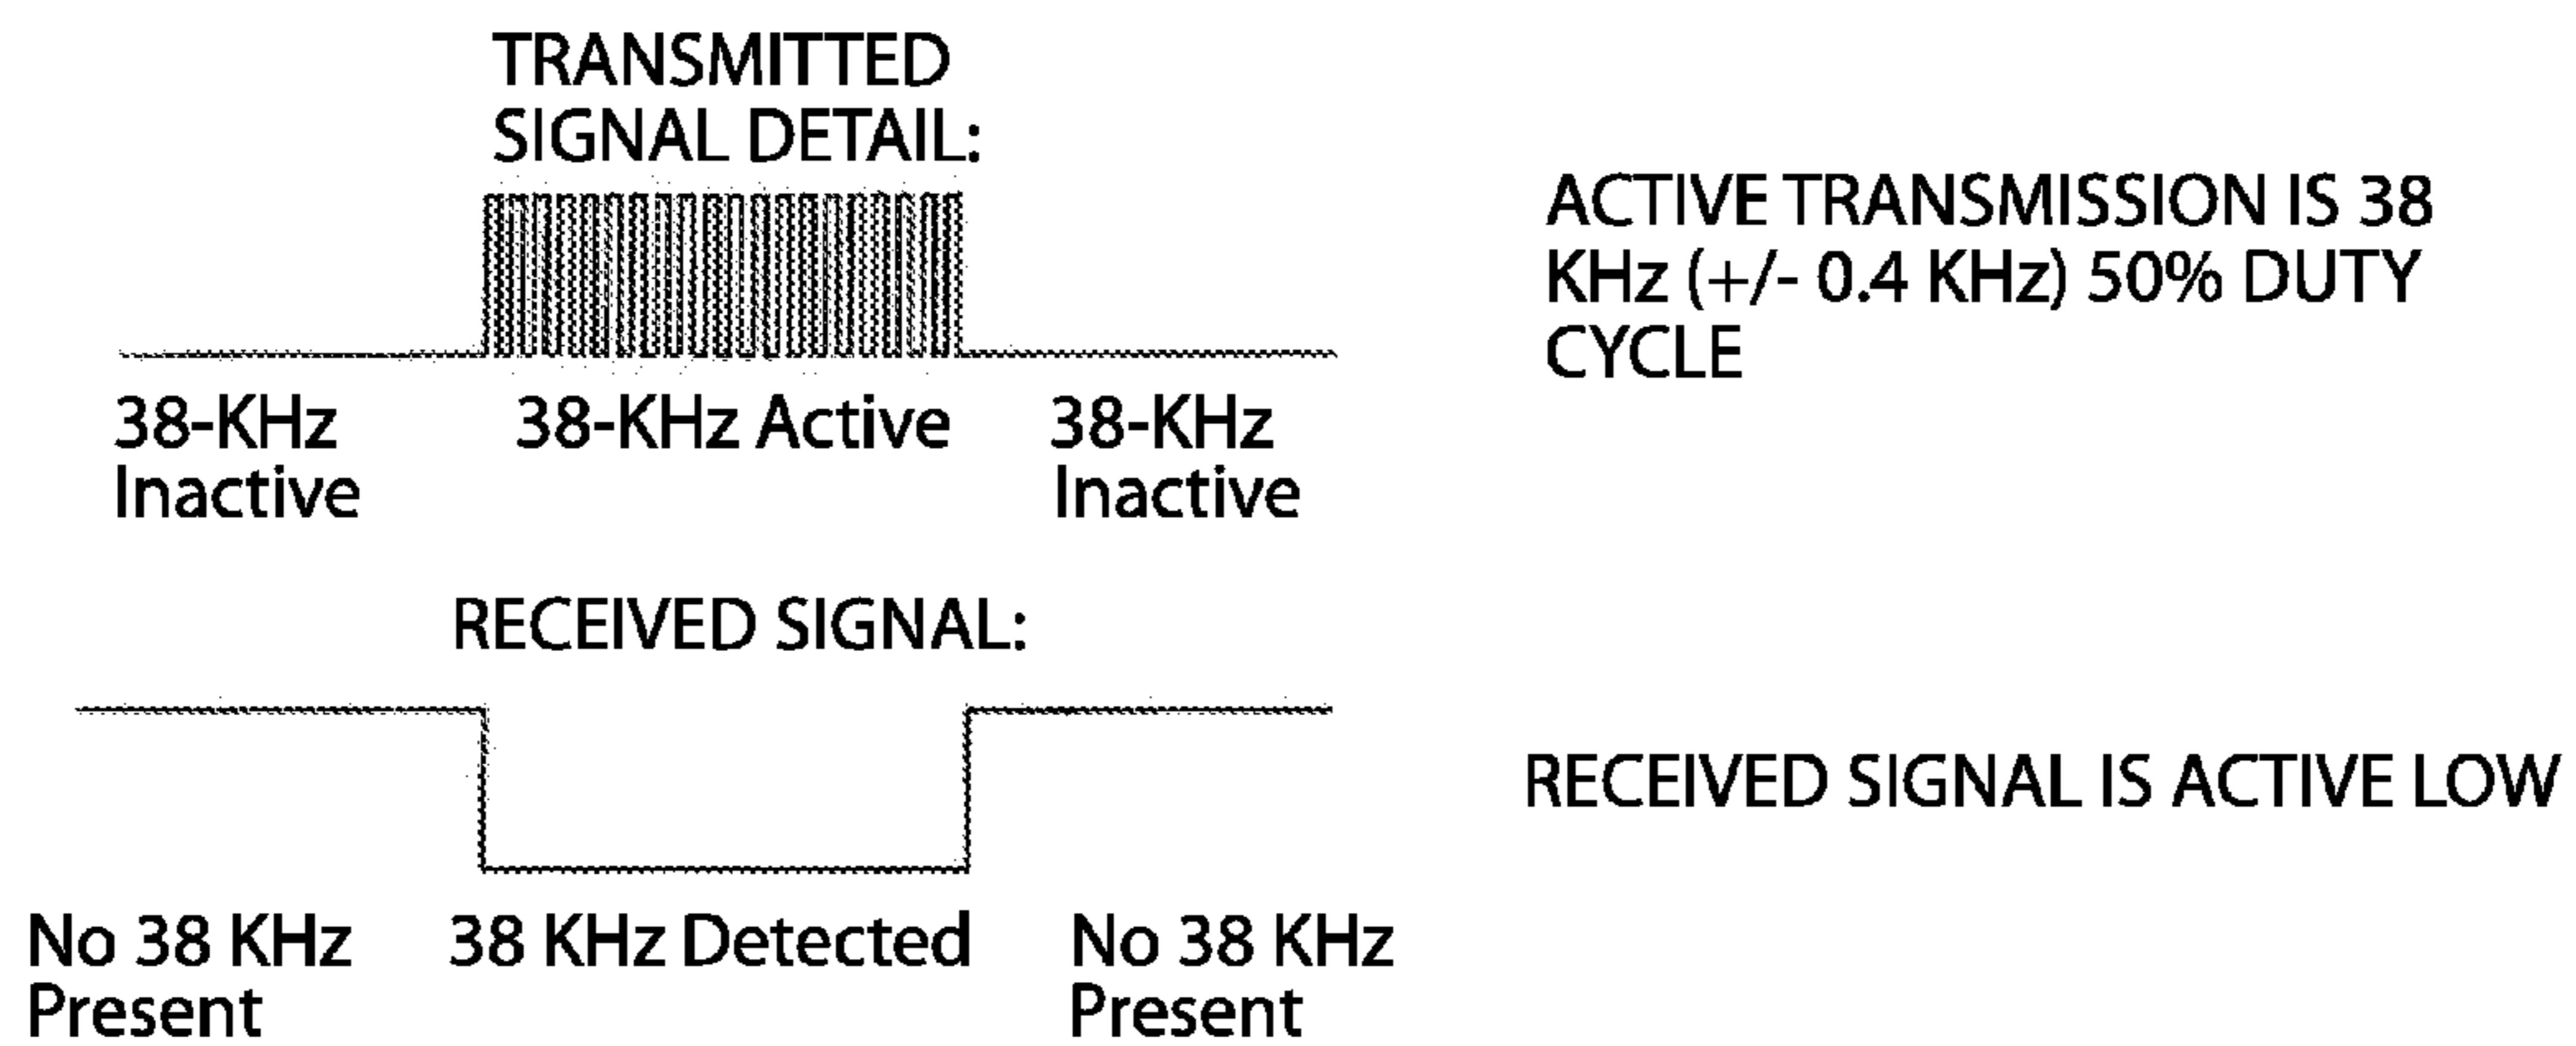 TRANSMITTED
SIGNAL DETAIL:
ACTIVE TRANSMISSION IS 38
KHz (+/- 0.4 KHz) 50% DUTY
CYCLE
38-KHz
Inactive
38-KHz Active
38-KHz
Inactive
RECEIVED SIGNAL:
RECEIVED SIGNAL IS ACTIVE LOW
No 38 KHz
Present
38 KHz Detected
No 38 KHz
Present